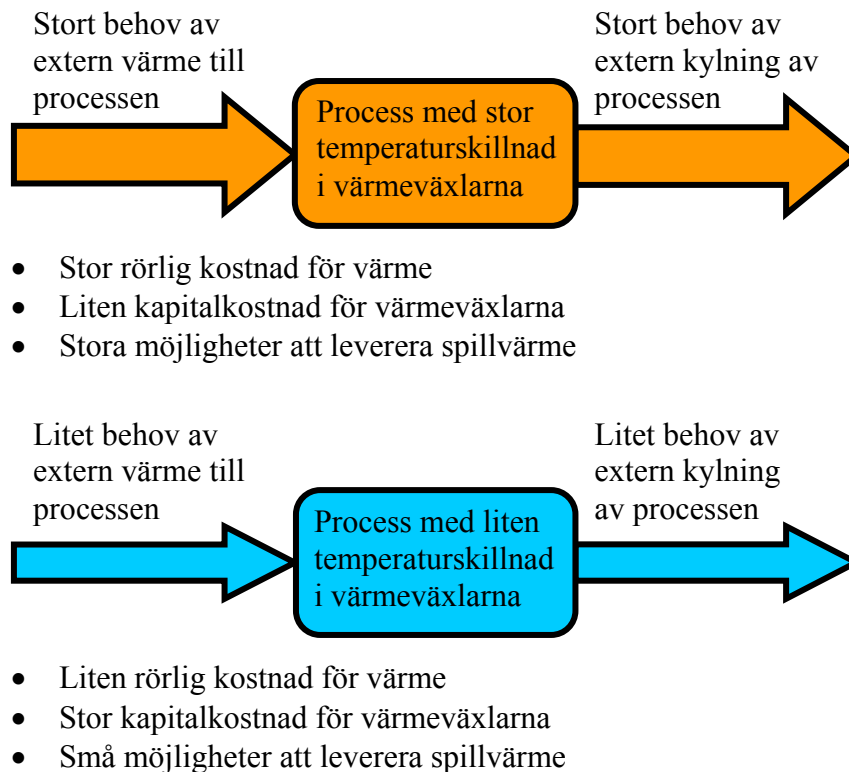 Stort behov av
extern värme till
processen
Process med stor
temperaturskillnad
i värmeväxlarna
Stort behov av
extern kylning av
processen
• Stor rörlig kostnad för värme
• Liten kapitalkostnad för värmeväxlarna
• Stora möjligheter att leverera spillvärme
Litet behov av
extern värme till
processen
Process med liten
temperaturskillnad
i värmeväxlarna
Litet behov av
extern kylning
av processen
• Liten rörlig kostnad för värme
• Stor kapitalkostnad för värmeväxlarna
• Små möjligheter att leverera spillvärme